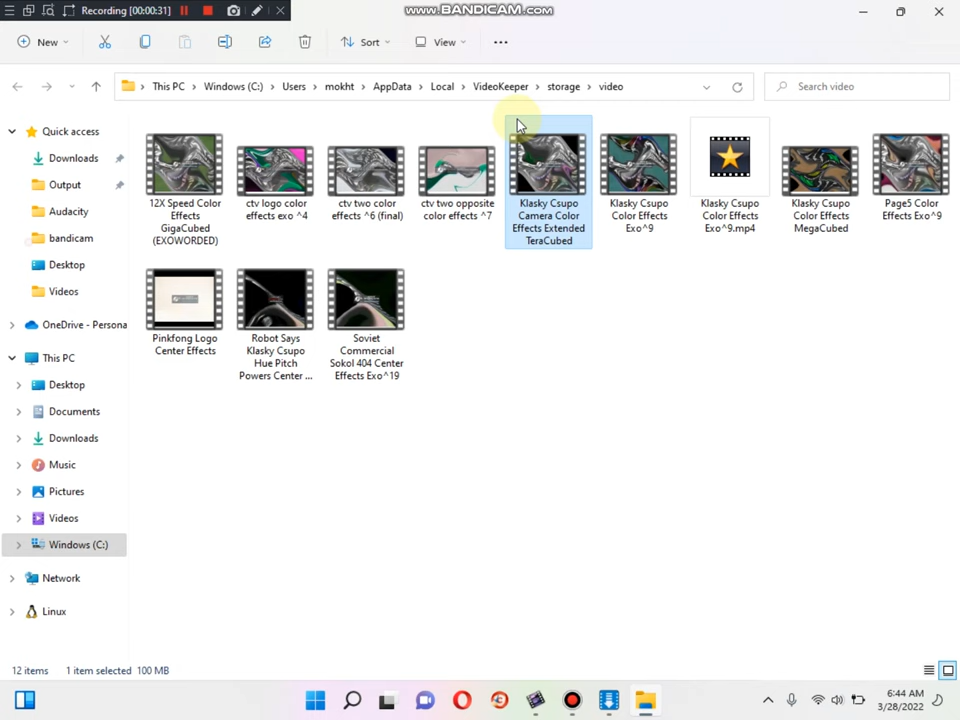 Recording [00:00:31]
www.BANDICAM.com
New
Sort
View
This PC > Windows (C:) > Users > mokht > AppData > Local > VideoKeeper > storage > video
Search video
Quick access
Downloads
Output
Audacity
bandicam
Desktop
Videos
OneDrive - Persona
This PC
Desktop
Documents
Downloads
Music
Pictures
Videos
Windows (C:)
Network
Linux
12X Speed Color
Effects
GigaCubed
(EXOWORDED)
ctv logo color
effects exo ^4
ctv two color
effects ^6 (final)
ctv two opposite
color effects ^7
Klasky Csupo
Camera Color
Effects Extended
TeraCubed
Klasky Csupo
Color Effects
Exo^9
Klasky Csupo
Color Effects
Exo^9.mp4
Klasky Csupo
Color Effects
MegaCubed
Page5 Color
Effects Exo^9
Pinkfong Logo
Center Effects
Robot Says
Klasky Csupo
Hue Pitch
Powers Center ...
Soviet
Commercial
Sokol 404 Center
Effects Exo^19
12 items
1 item selected 100 MB
6:44 AM
3/28/2022